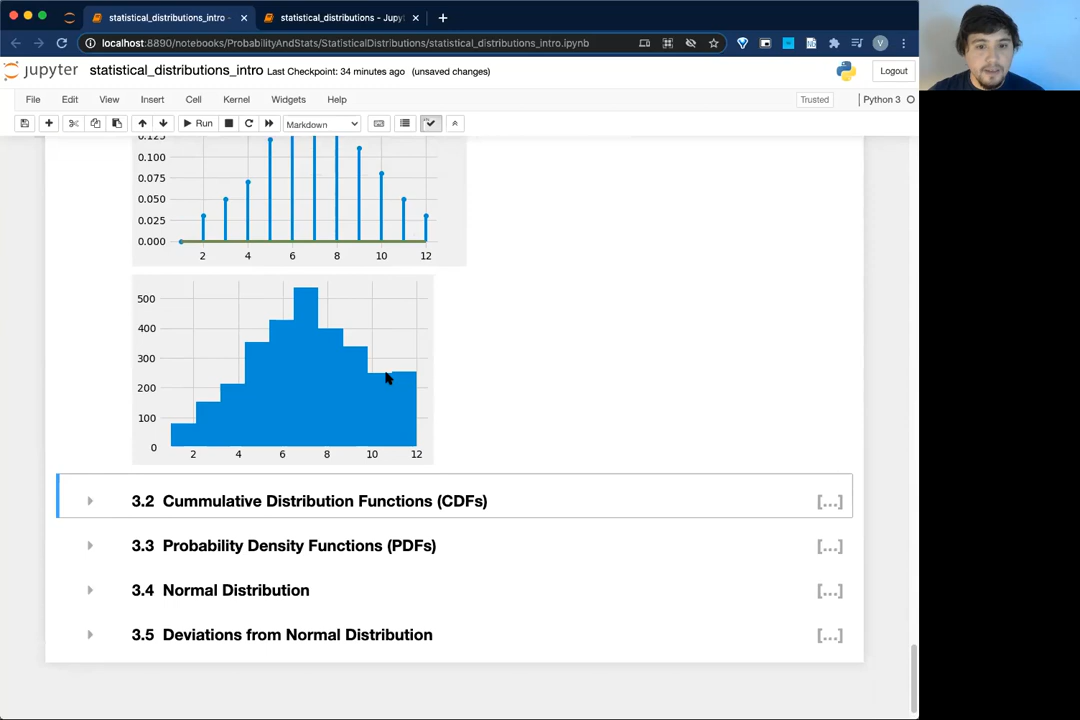 statistical_distributions_intro -
statistical_distributions - Jupyt
localhost:8890/notebooks/ProbabilityAndStats/StatisticalDistributions/statistical_distributions_intro.ipynb
V
jupyter statistical_distributions_intro Last Checkpoint: 34 minutes ago (unsaved changes)
Logout
File Edit View Insert Cell Kernel Widgets Help
Trusted
Python 3
Run
Markdown
0.125
0.100
0.075
0.050
0.025
0.000
2 4 6 8 10 12
500
400
300
200
100
0
2 4 6 8 10 12
3.2 Cummulative Distribution Functions (CDFs)
[...]
3.3 Probability Density Functions (PDFs)
[...]
3.4 Normal Distribution
[...]
3.5 Deviations from Normal Distribution
[...]